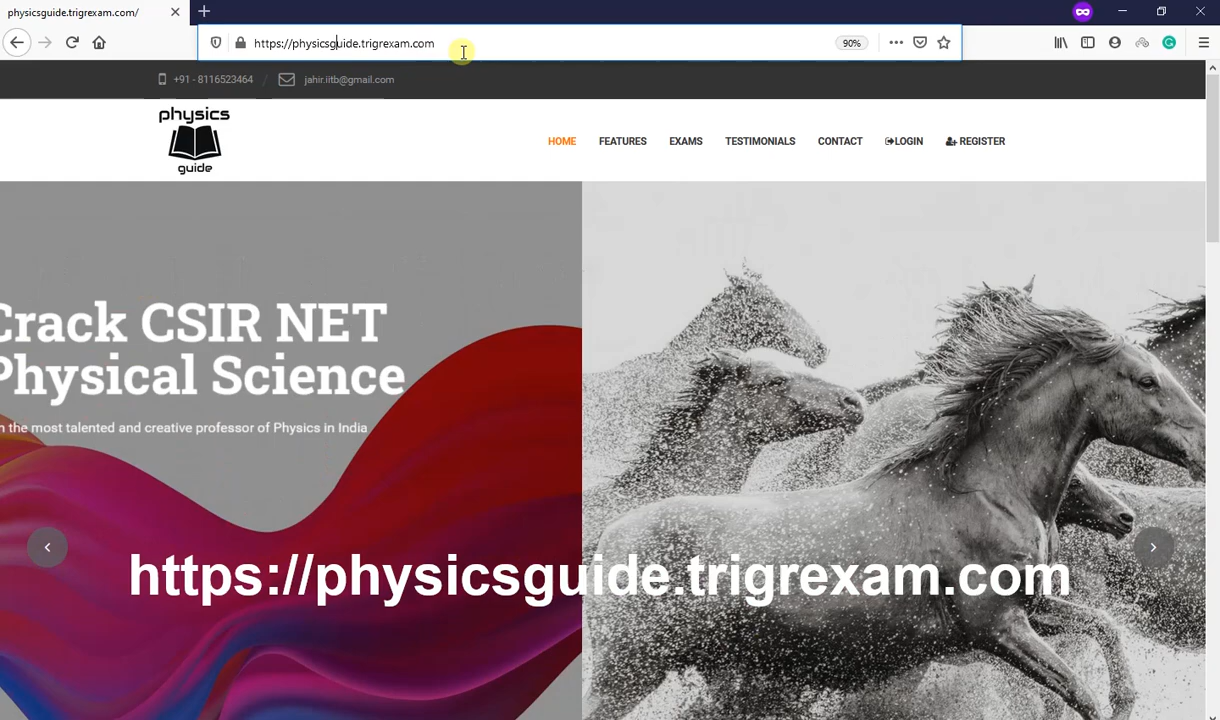 physicsguide.trigrexam.com/
https://physicsguide.trigrexam.com
90%
+91 - 8116523464 / jahir.iitb@gmail.com
physics
guide
HOME FEATURES EXAMS TESTIMONIALS CONTACT LOGIN REGISTER
Crack CSIR NET
Physical Science
n the most talented and creative professor of Physics in India
https://physicsguide.trigrexam.com